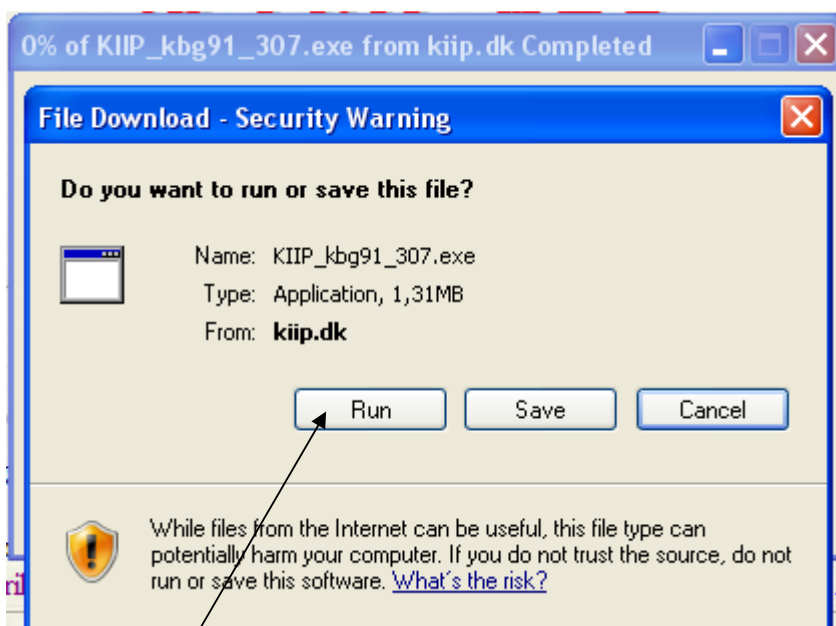 0% of KIIP_kbg91_307.exe from kiip.dk Completed
File Download - Security Warning
Do you want to run or save this file?
Name: KIIP_kbg91_307.exe
Type: Application, 1,31MB
From: kiip.dk
Run Save Cancel
While files from the Internet can be useful, this file type can
potentially harm your computer. If you do not trust the source, do not
run or save this software. What's the risk?